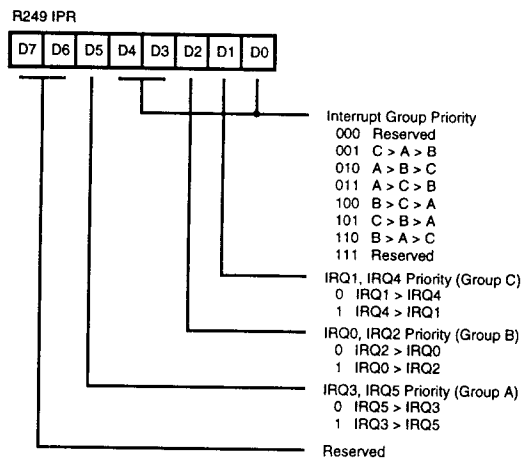 R249 IPR
D7 D6 D5 D4 D3 D2 D1 D0
Interrupt Group Priority
000 Reserved
001 C > A > B
010 A > B > C
011 A > C > B
100 B > C > A
101 C > B > A
110 B > A > C
111 Reserved
IRQ1, IRQ4 Priority (Group C)
0 IRQ1 > IRQ4
1 IRQ4 > IRQ1
IRQ0, IRQ2 Priority (Group B)
0 IRQ2 > IRQ0
1 IRQ0 > IRQ2
IRQ3, IRQ5 Priority (Group A)
0 IRQ5 > IRQ3
1 IRQ3 > IRQ5
Reserved